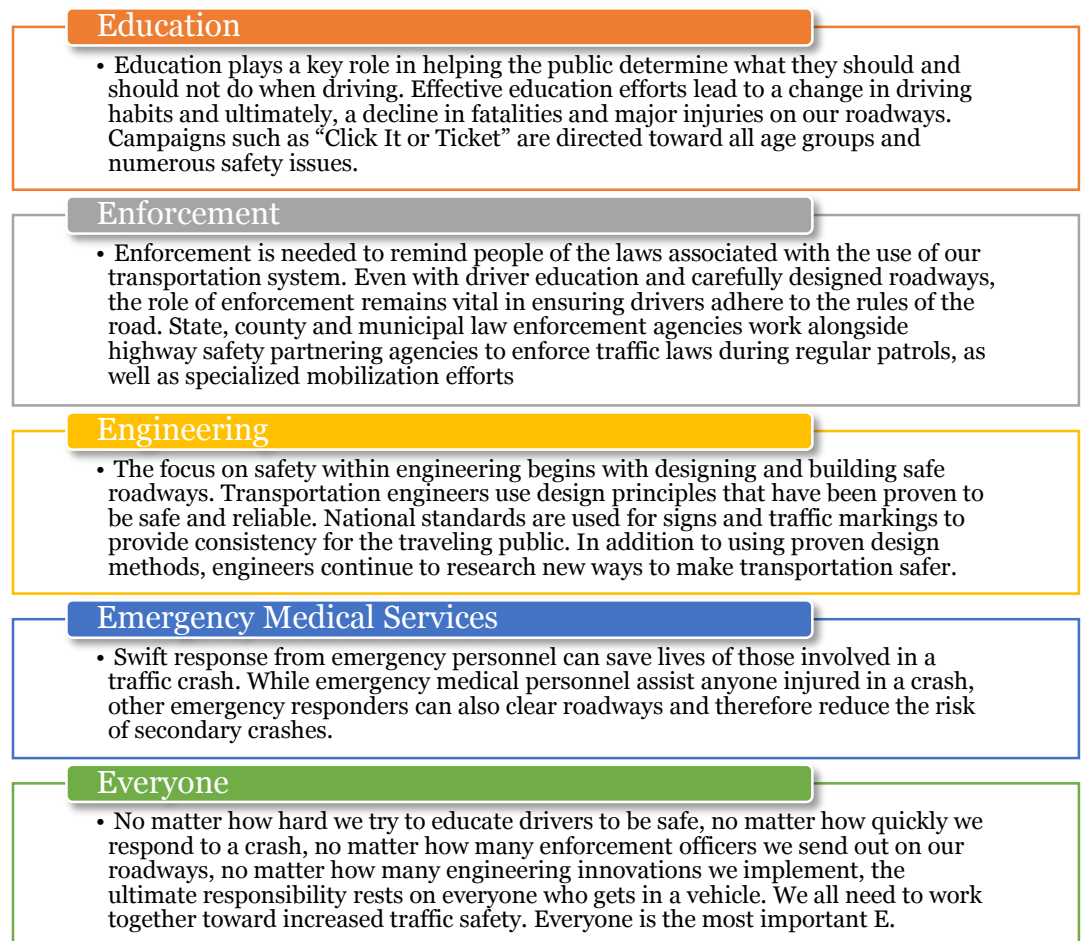 Education
• Education plays a key role in helping the public determine what they should and
should not do when driving. Effective education efforts lead to a change in driving
habits and ultimately, a decline in fatalities and major injuries on our roadways.
Campaigns such as “Click It or Ticket” are directed toward all age groups and
numerous safety issues.
Enforcement
• Enforcement is needed to remind people of the laws associated with the use of our
transportation system. Even with driver education and carefully designed roadways,
the role of enforcement remains vital in ensuring drivers adhere to the rules of the
road. State, county and municipal law enforcement agencies work alongside
highway safety partnering agencies to enforce traffic laws during regular patrols, as
well as specialized mobilization efforts
Engineering
• The focus on safety within engineering begins with designing and building safe
roadways. Transportation engineers use design principles that have been proven to
be safe and reliable. National standards are used for signs and traffic markings to
provide consistency for the traveling public. In addition to using proven design
methods, engineers continue to research new ways to make transportation safer.
Emergency Medical Services
• Swift response from emergency personnel can save lives of those involved in a
traffic crash. While emergency medical personnel assist anyone injured in a crash,
other emergency responders can also clear roadways and therefore reduce the risk
of secondary crashes.
Everyone
• No matter how hard we try to educate drivers to be safe, no matter how quickly we
respond to a crash, no matter how many enforcement officers we send out on our
roadways, no matter how many engineering innovations we implement, the
ultimate responsibility rests on everyone who gets in a vehicle. We all need to work
together toward increased traffic safety. Everyone is the most important E.